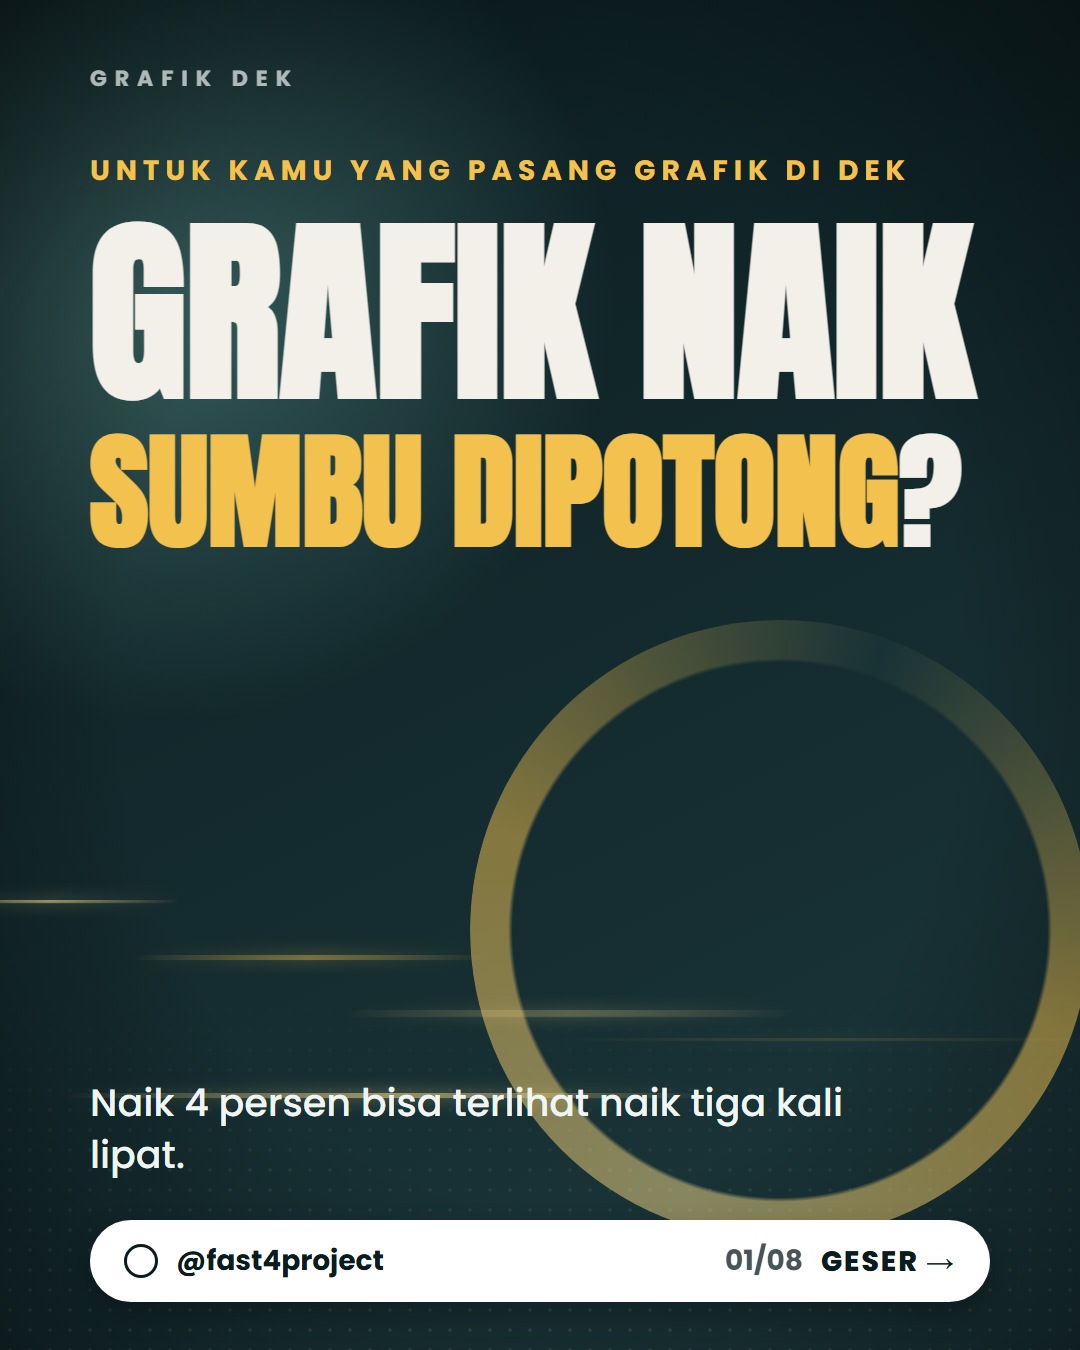 GRAFIK DEK
UNTUK KAMU YANG PASANG GRAFIK DI DEK
GRAFIK NAIK
SUMBU DIPOTONG?
Naik 4 persen bisa terlihat naik tiga kali
lipat.
@fast4project 01/08 GESER →